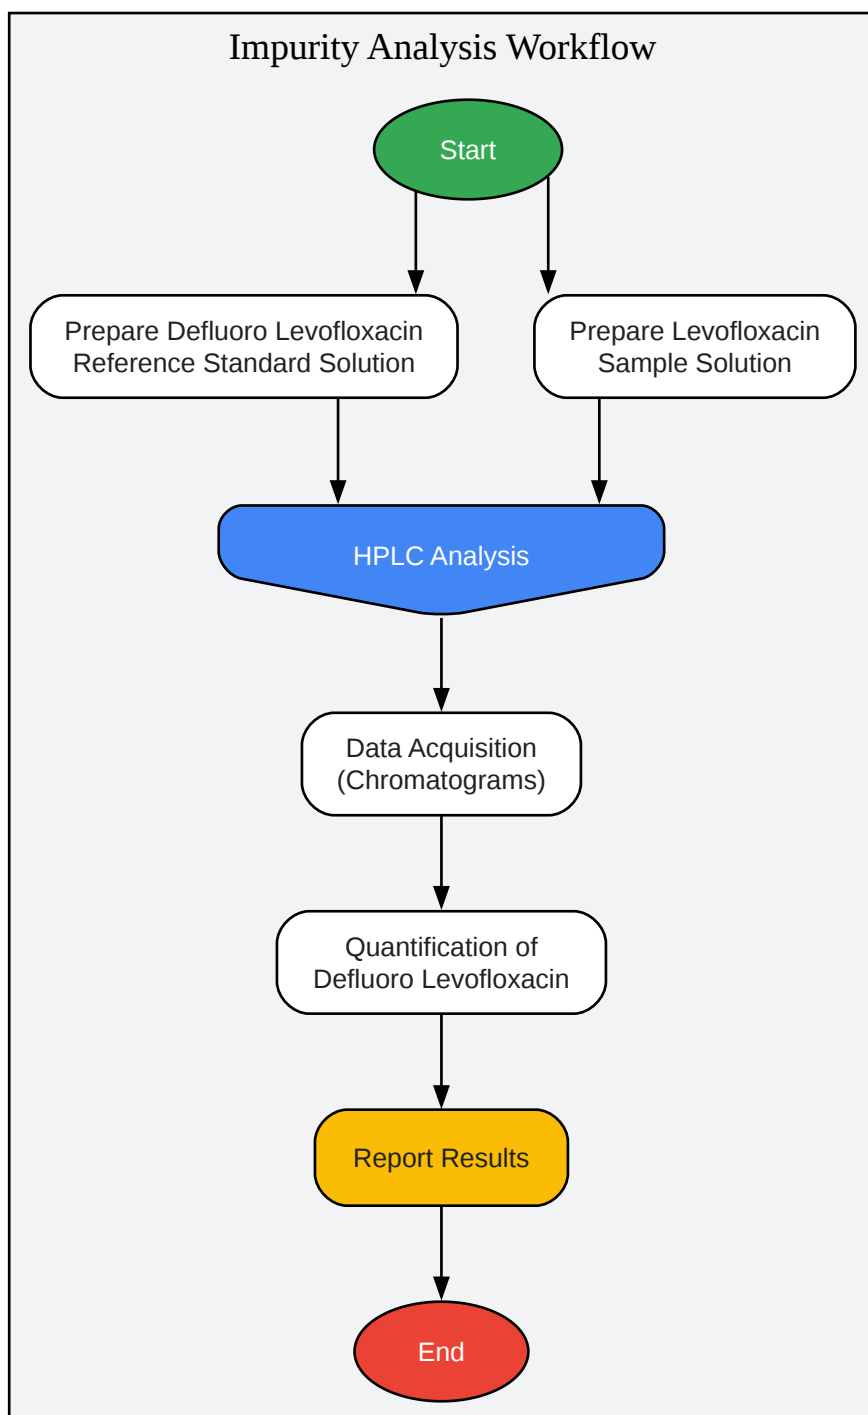 Impurity Analysis Workflow
Start
Prepare Defluoro Levofloxacin
Reference Standard Solution
Prepare Levofloxacin
Sample Solution
HPLC Analysis
Data Acquisition
(Chromatograms)
Quantification of
Defluoro Levofloxacin
Report Results
End